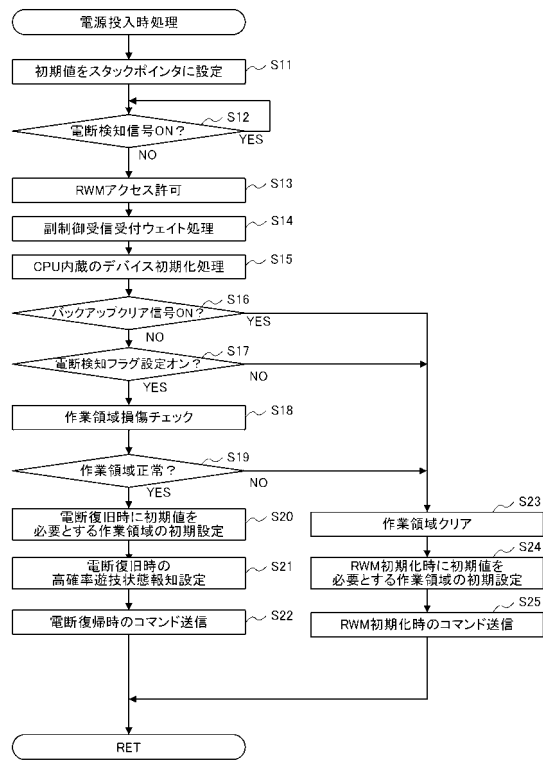 電源投入時処理
初期値をスタックポインタに設定
S11
電断検知信号ON?
S12
YES
NO
RWMアクセス許可
S13
副制御受信受付ウェイト処理
S14
CPU内蔵のデバイス初期化処理
S15
バックアップクリア信号ON?
S16
YES
NO
電断検知フラグ設定オン?
S17
NO
YES
作業領域損傷チェック
S18
作業領域正常?
S19
NO
YES
電断復旧時に初期値を
必要とする作業領域の初期設定
S20
電断復旧時の
高確率遊技状態報知設定
S21
電断復帰時のコマンド送信
S22
作業領域クリア
S23
RWM初期化時に初期値を
必要とする作業領域の初期設定
S24
RWM初期化時のコマンド送信
S25
RET